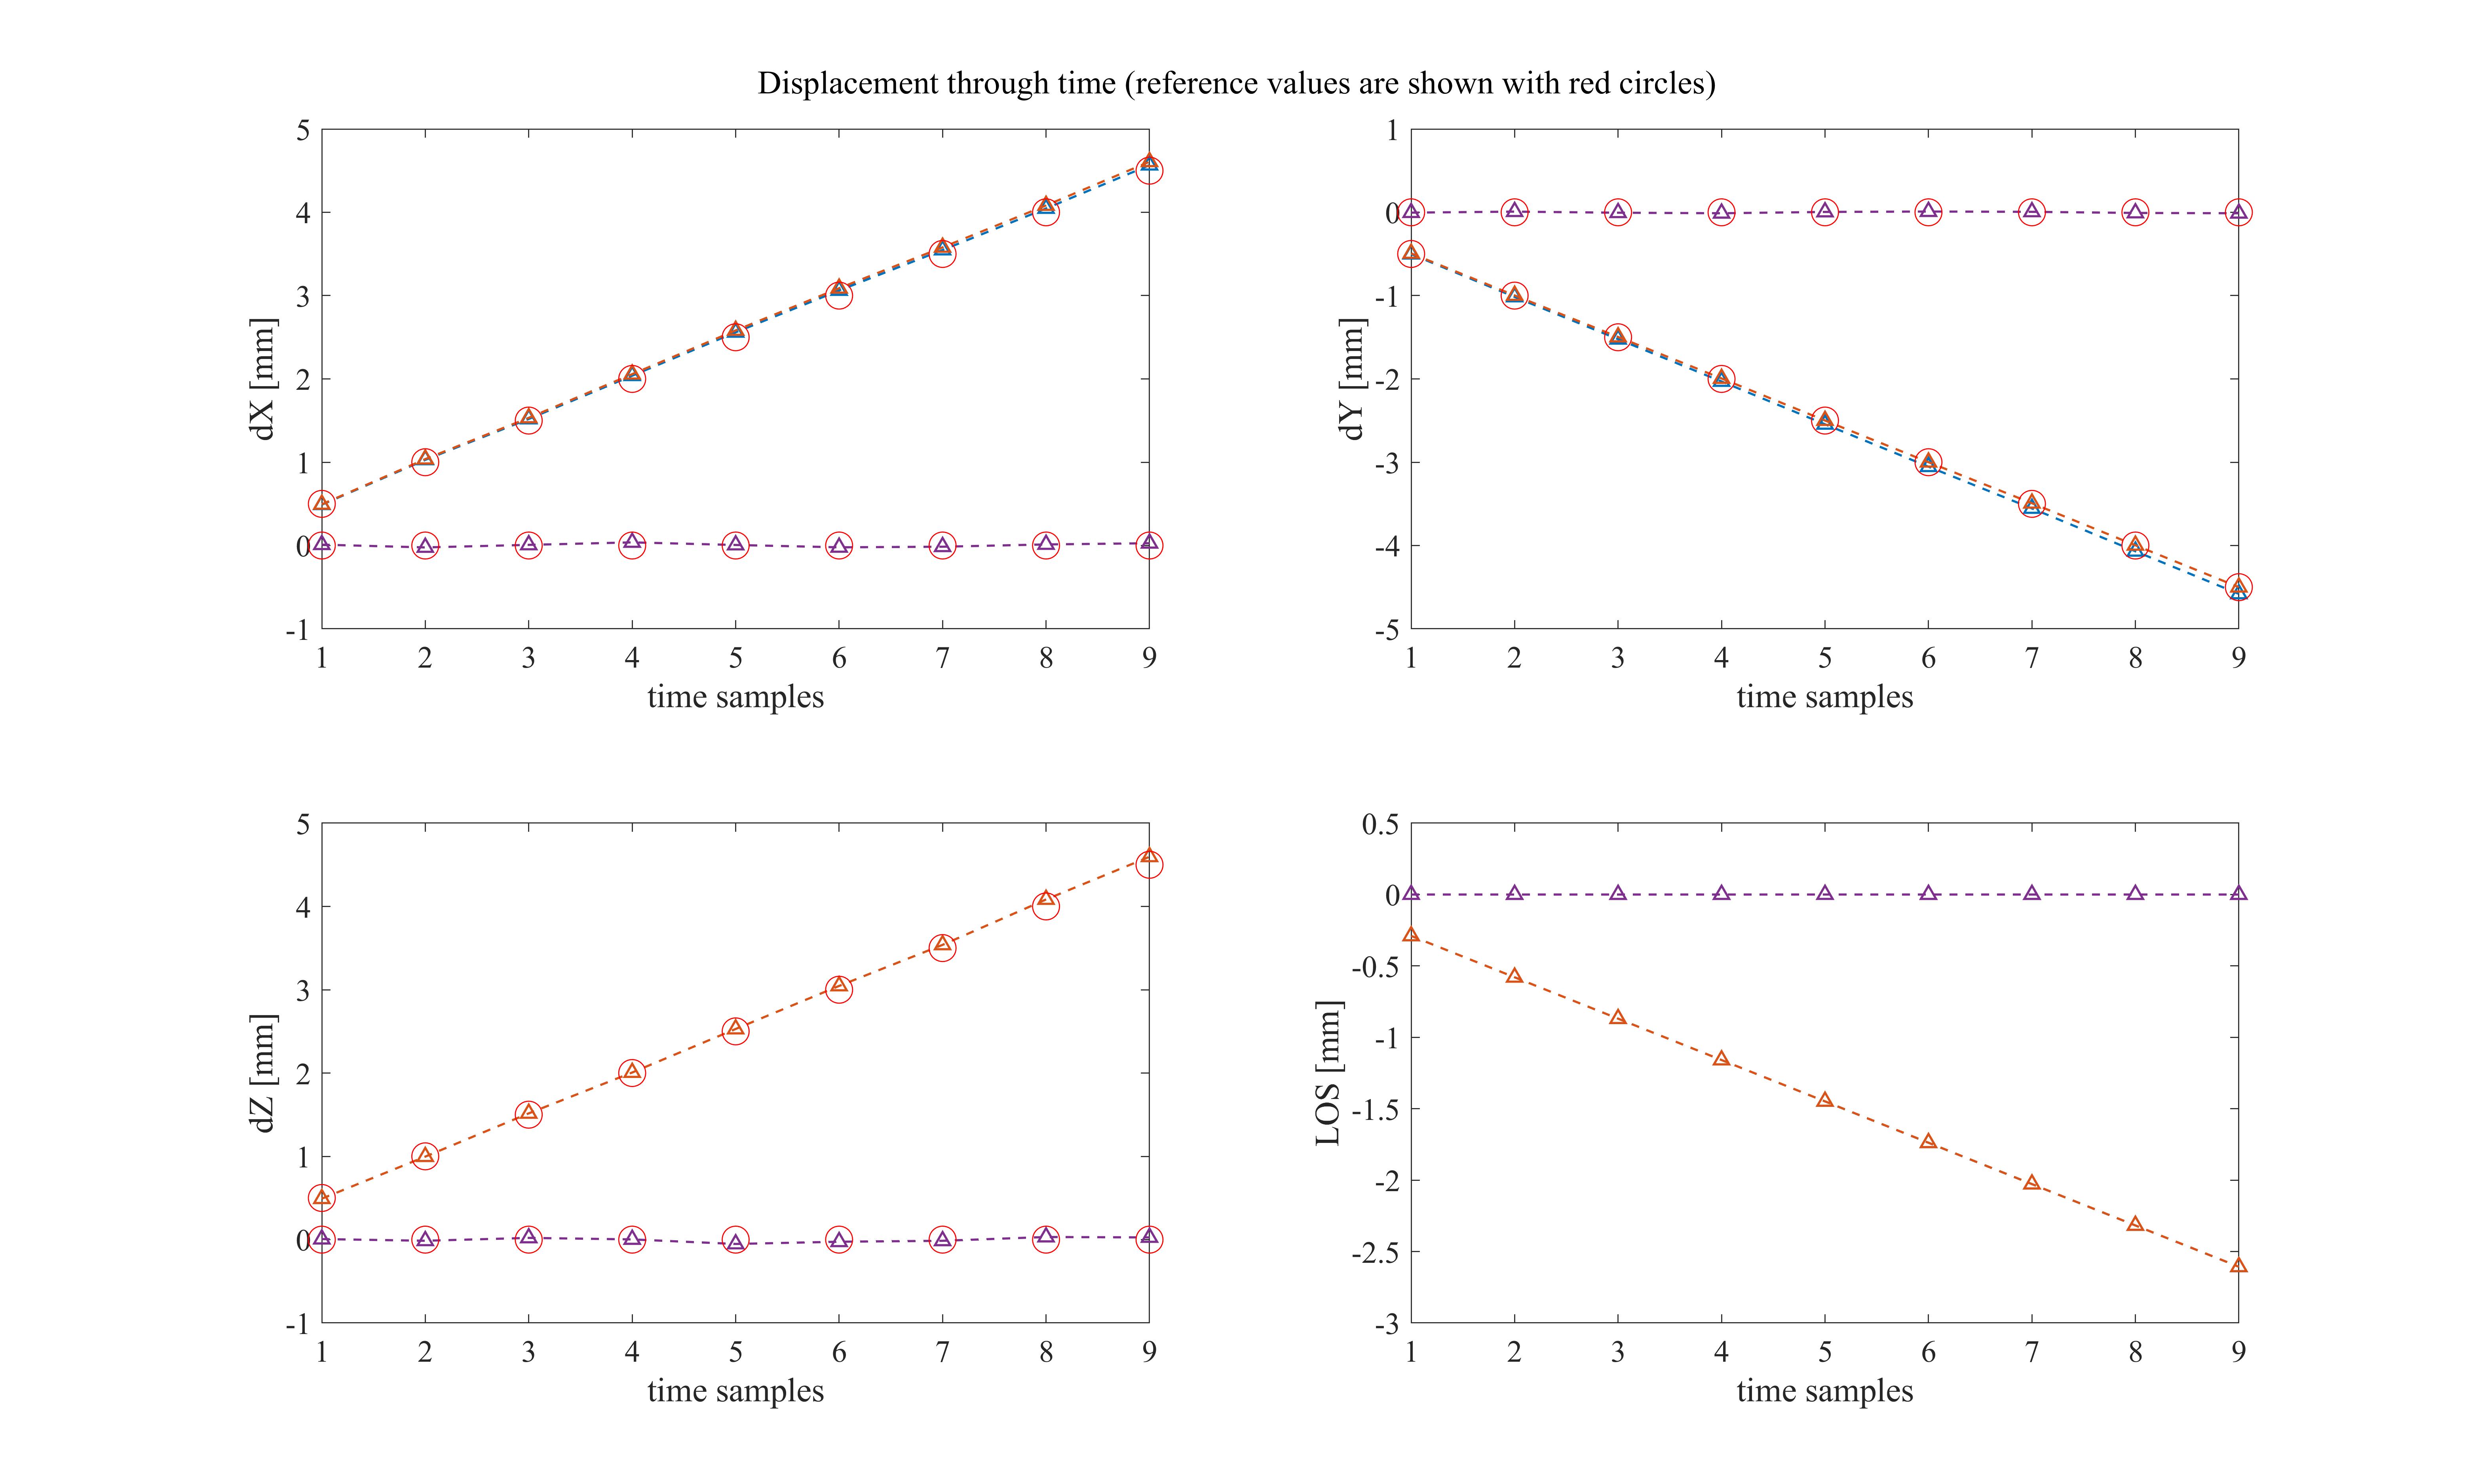 Displacement through time (reference values are shown with red circles)
5
4
3
2
1
0
-1
dX [mm]
1 2 3 4 5 6 7 8 9
time samples
1
0
-1
-2
-3
-4
-5
dY [mm]
1 2 3 4 5 6 7 8 9
time samples
5
4
3
2
1
0
-1
dZ [mm]
1 2 3 4 5 6 7 8 9
time samples
0.5
0
-0.5
-1
-1.5
-2
-2.5
-3
LOS [mm]
1 2 3 4 5 6 7 8 9
time samples